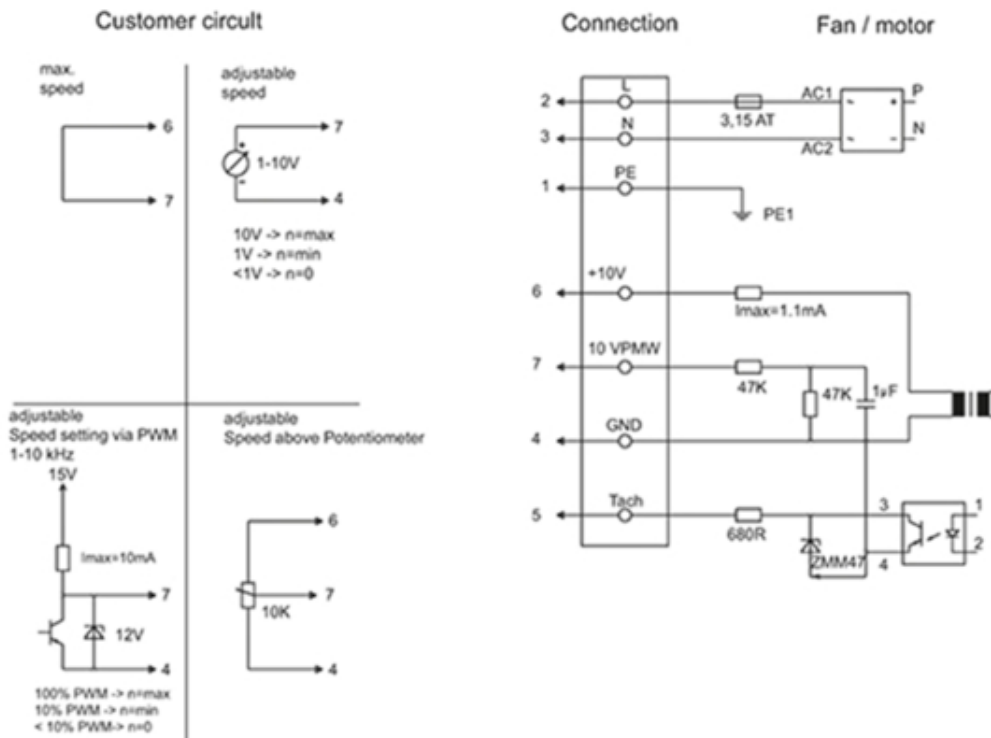 Customer circult
max.
speed
6
7
adjustable
speed
7
+
1-10V
-
4
10V -> n=max
1V -> n=min
<1V -> n=0
adjustable
Speed setting via PWM
1-10 kHz
15V
Imax=10mA
7
12V
4
100% PWM -> n=max
10% PWM -> n=min
< 10% PWM-> n=0
adjustable
Speed above Potentiometer
6
7
10K
4
Connection
Fan / motor
2
L
3,15 AT
AC1
~
+
P
3
N
AC2
~
-
N
1
PE
PE1
6
+10V
Imax=1.1mA
7
10 VPMW
47K
47K
1µF
4
GND
5
Tach
680R
ZMM47
3
4
1
2